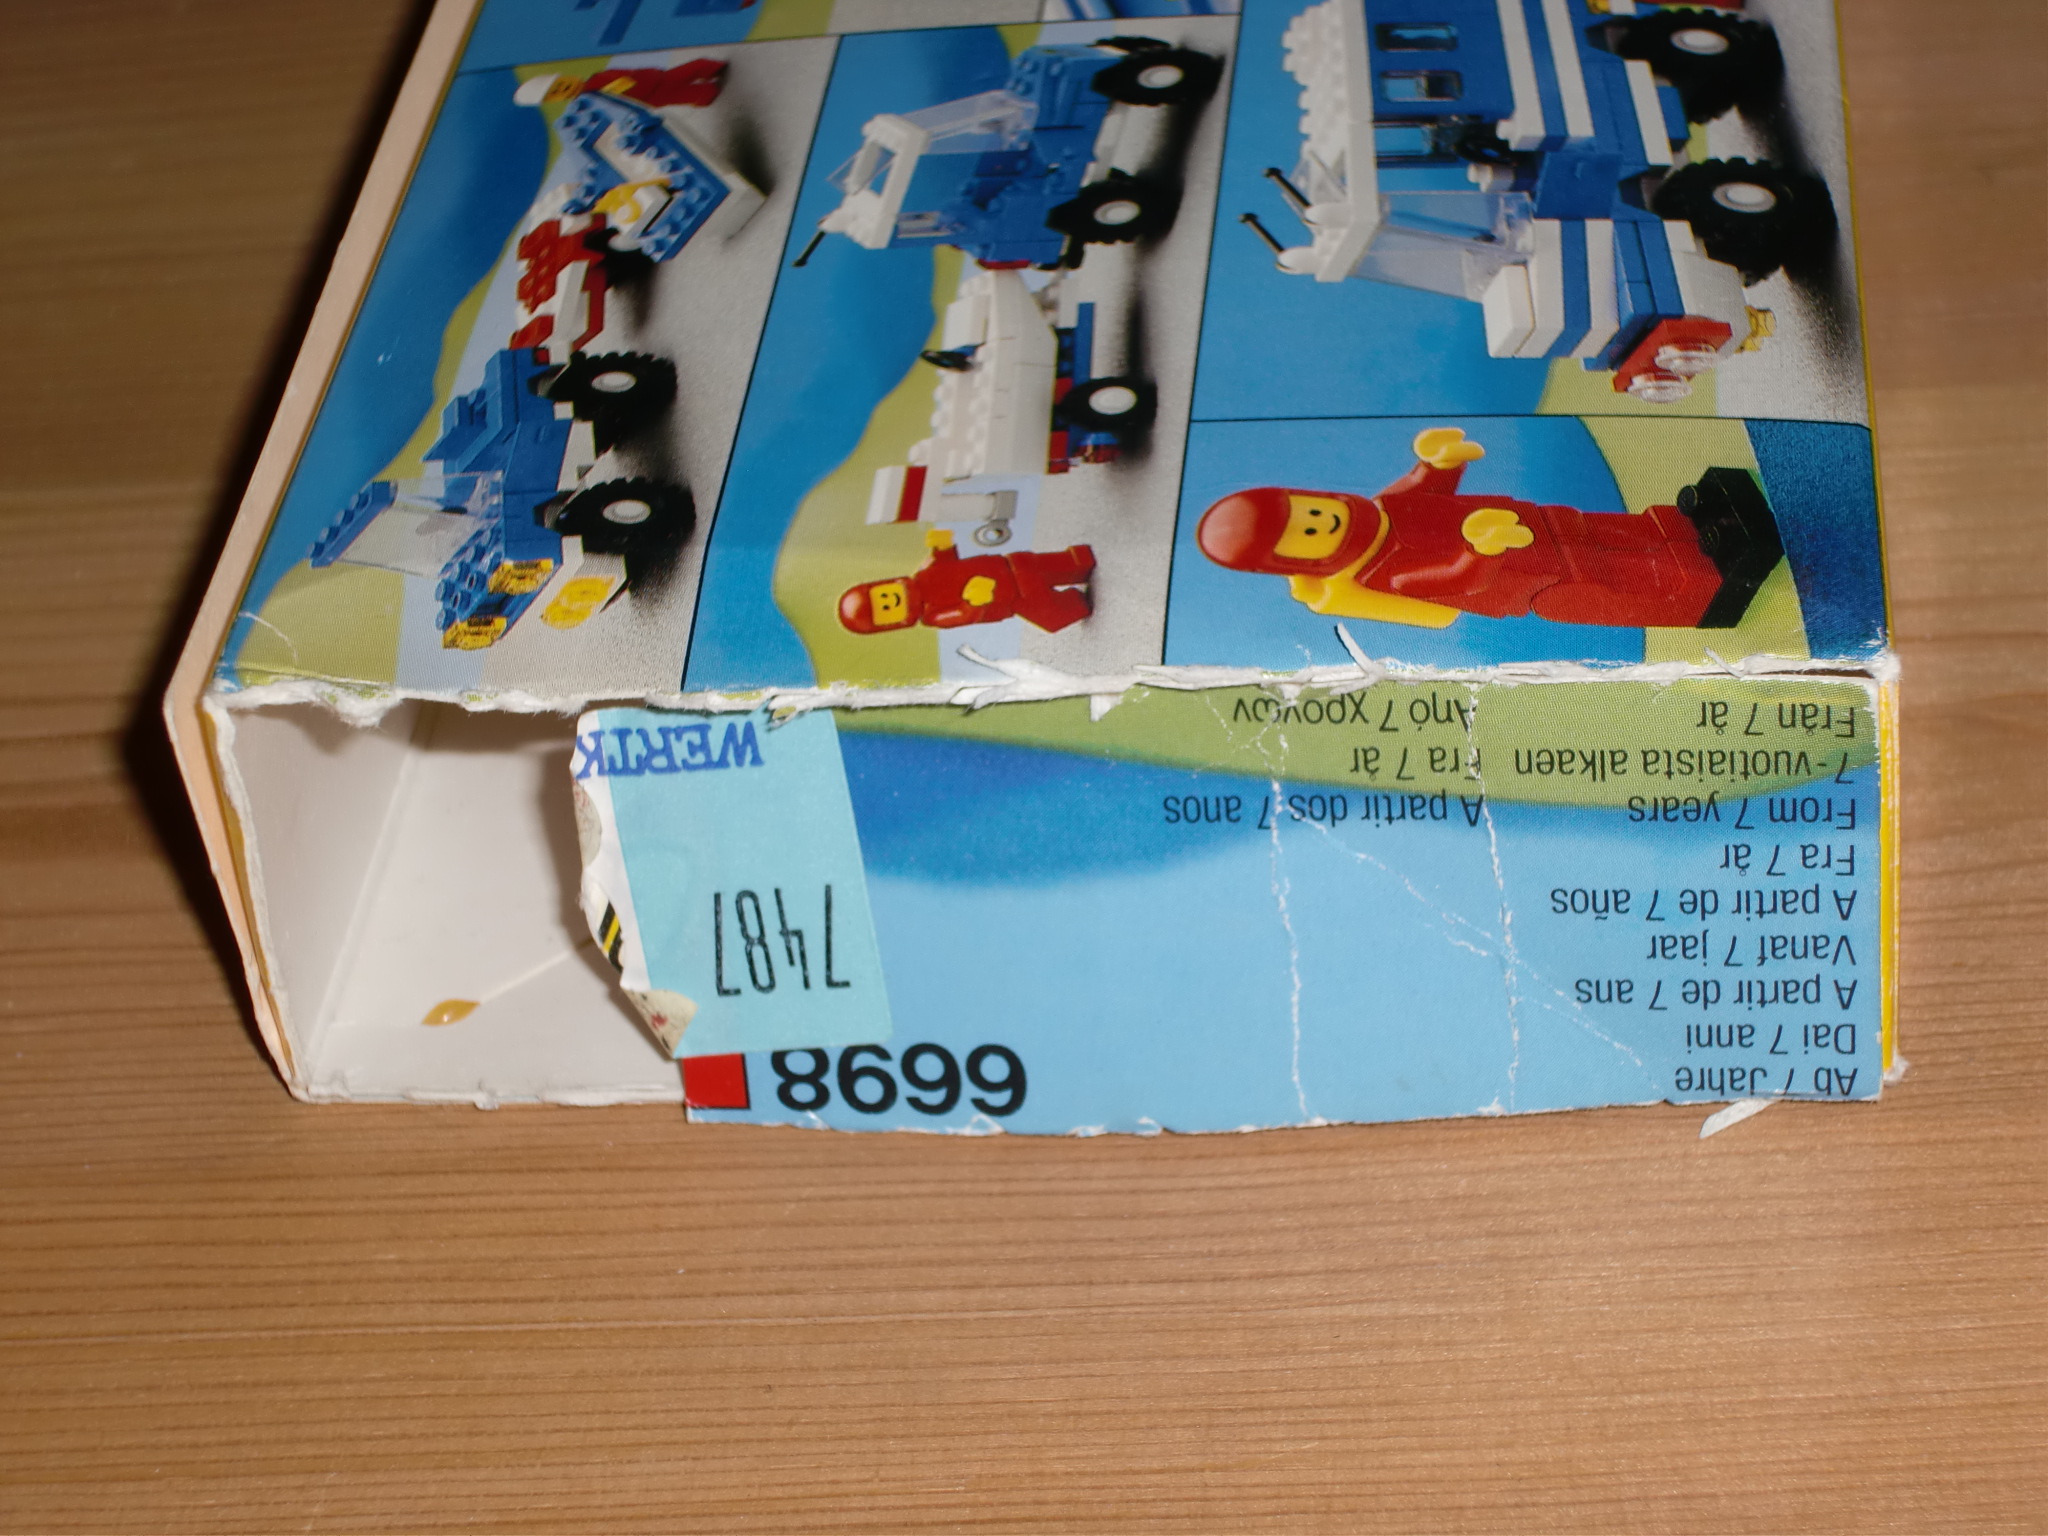 Ab 7 Jahre
Dai 7 anni
A partir de 7 ans
Vanaf 7 jaar
A partir de 7 años
Fra 7 år
From 7 years
7-vuotiaista alkaen
Från 7 år
A partir dos 7 anos
Fra 7 år
Από 7 χρονών
6698
7487
WERTK